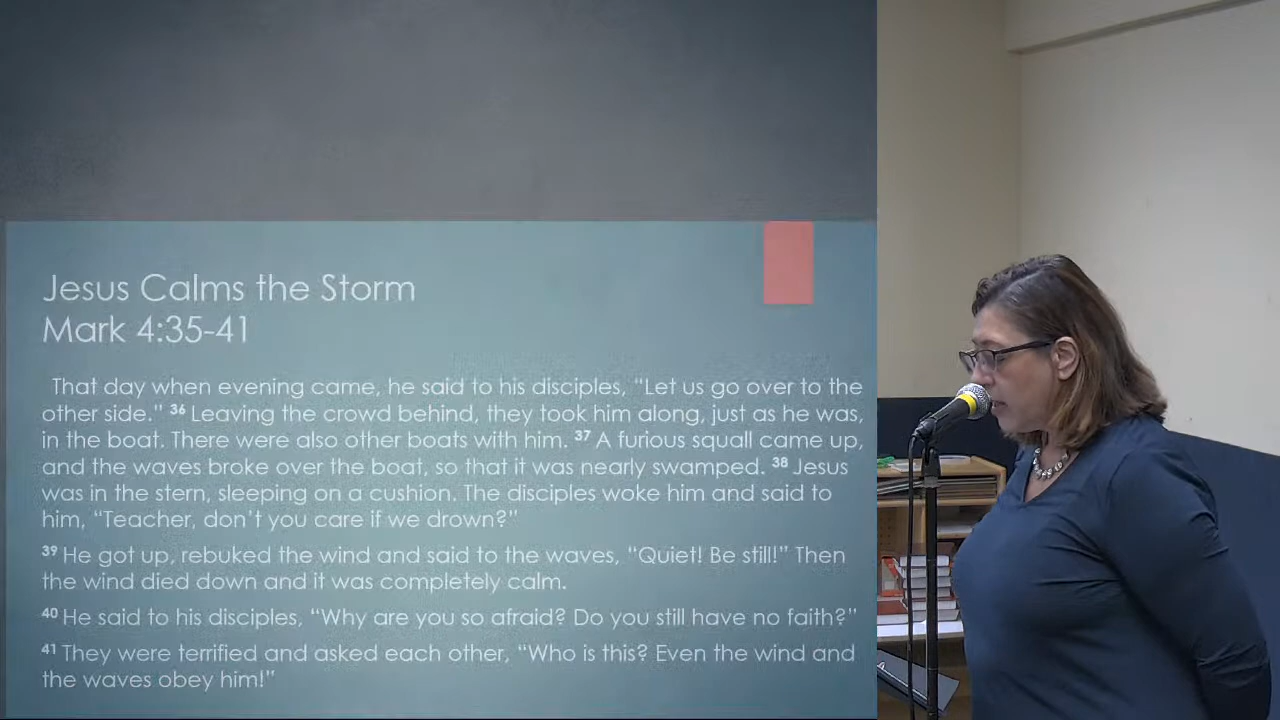 Jesus Calms the Storm
Mark 4:35-41
That day when evening came, he said to his disciples, “Let us go over to the
other side.” 36 Leaving the crowd behind, they took him along, just as he was,
in the boat. There were also other boats with him. 37 A furious squall came up,
and the waves broke over the boat, so that it was nearly swamped. 38 Jesus
was in the stern, sleeping on a cushion. The disciples woke him and said to
him, “Teacher, don’t you care if we drown?”
39 He got up, rebuked the wind and said to the waves, “Quiet! Be still!” Then
the wind died down and it was completely calm.
40 He said to his disciples, “Why are you so afraid? Do you still have no faith?”
41 They were terrified and asked each other, “Who is this? Even the wind and
the waves obey him!”